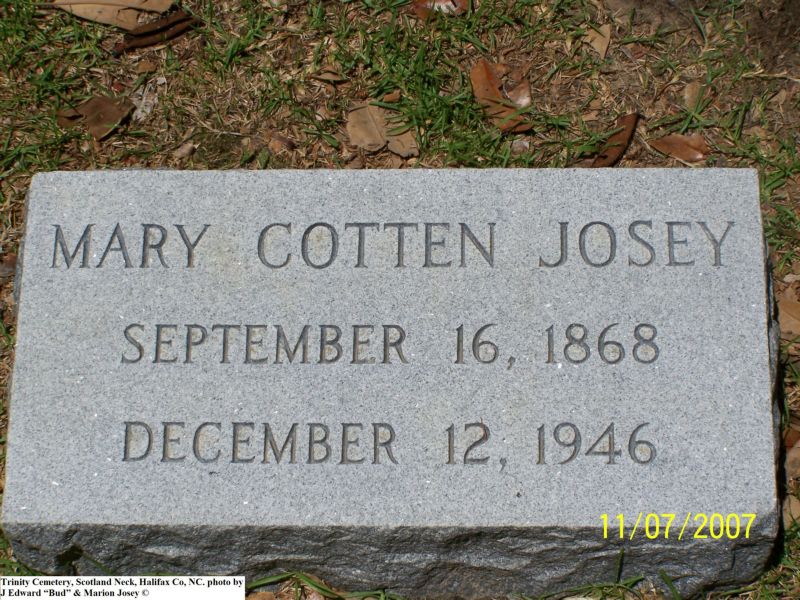 MARY COTTEN JOSEY
SEPTEMBER 16, 1868
DECEMBER 12, 1946
11/07/2007
Trinity Cemetery, Scotland Neck, Halifax Co, NC. photo by
J Edward “Bud” & Marion Josey ©